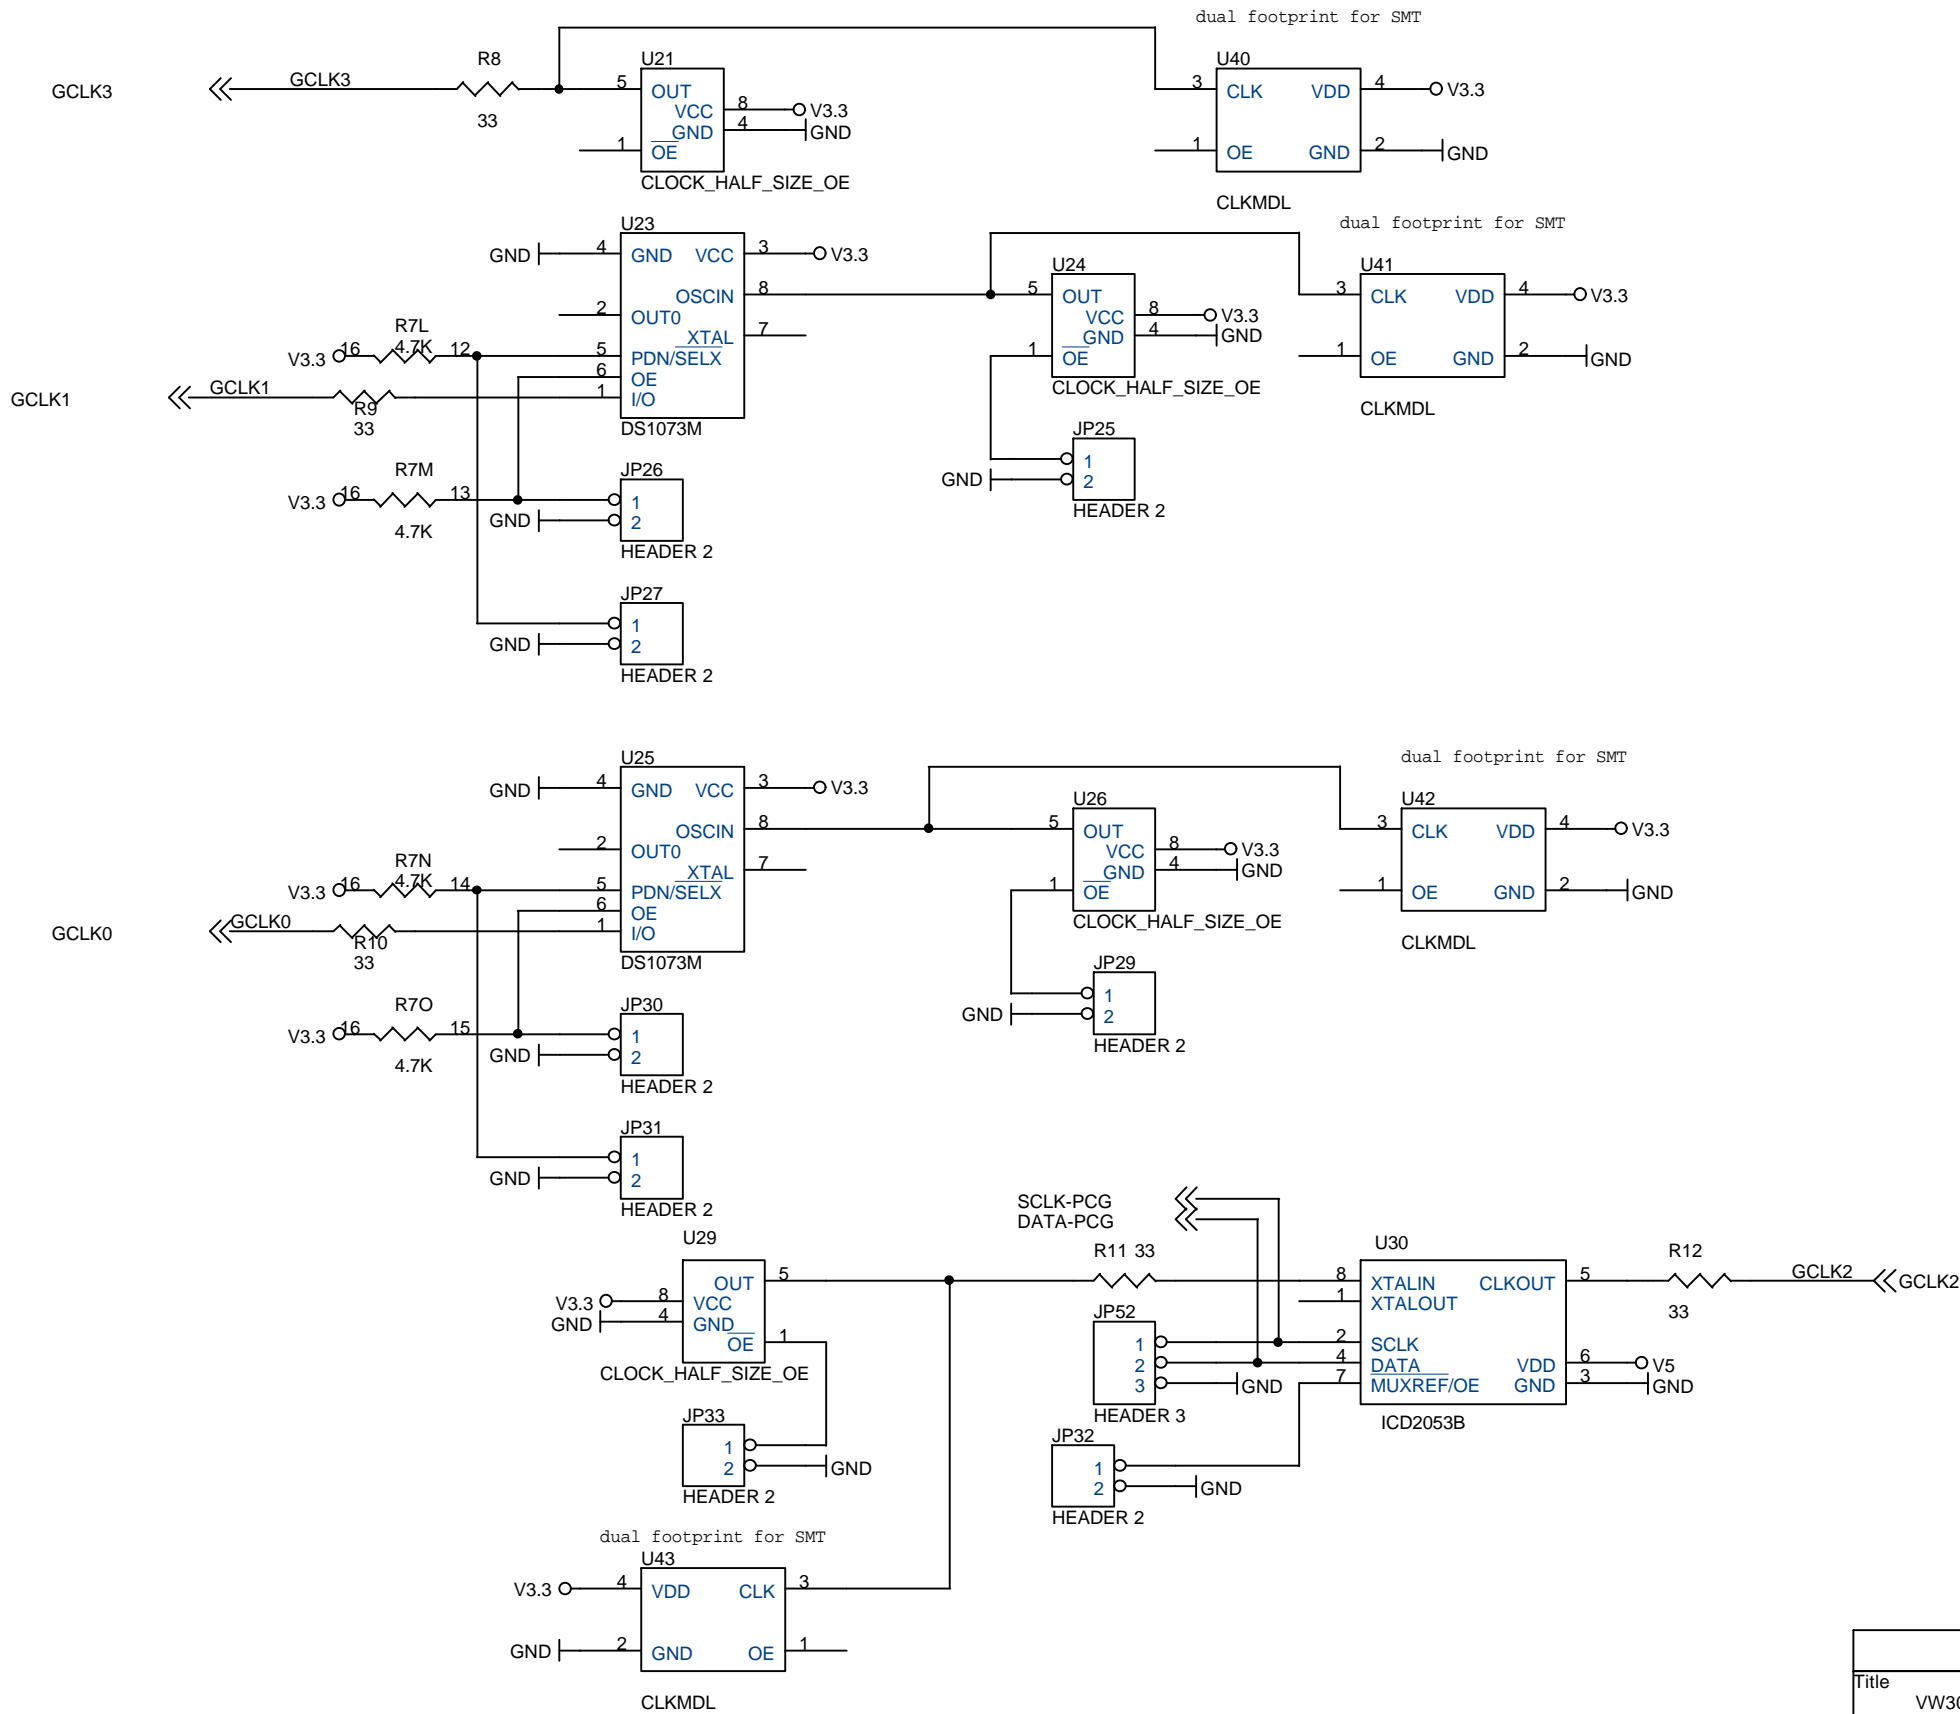 dual footprint for SMT
GCLK3
GCLK3
R8
33
U21
5 OUT
VCC 8 V3.3
GND 4 GND
1 OE
CLOCK_HALF_SIZE_OE
U40
3 CLK VDD 4 V3.3
1 OE GND 2 GND
CLKMDL
dual footprint for SMT
U23
GND 4 GND VCC 3 V3.3
OSCIN 8
2 OUT0
XTAL 7
5 PDN/SELX
6 OE
1 I/O
DS1073M
R7L
V3.3 16 4.7K 12
GCLK1
GCLK1
R9
33
R7M
V3.3 16 13
4.7K
JP26
1
GND 2
HEADER 2
JP27
1
GND 2
HEADER 2
U24
5 OUT
VCC 8 V3.3
GND 4 GND
1 OE
CLOCK_HALF_SIZE_OE
JP25
1
GND 2
HEADER 2
U41
3 CLK VDD 4 V3.3
1 OE GND 2 GND
CLKMDL
dual footprint for SMT
U25
GND 4 GND VCC 3 V3.3
OSCIN 8
2 OUT0
XTAL 7
5 PDN/SELX
6 OE
1 I/O
DS1073M
R7N
V3.3 16 4.7K 14
GCLK0
GCLK0
R10
33
R7O
V3.3 16 15
4.7K
JP30
1
GND 2
HEADER 2
JP31
1
GND 2
HEADER 2
U26
5 OUT
VCC 8 V3.3
GND 4 GND
1 OE
CLOCK_HALF_SIZE_OE
JP29
1
GND 2
HEADER 2
U42
3 CLK VDD 4 V3.3
1 OE GND 2 GND
CLKMDL
SCLK-PCG
DATA-PCG
U29
OUT 5
V3.3 8 VCC
GND 4 GND
OE 1
CLOCK_HALF_SIZE_OE
JP33
1
2 GND
HEADER 2
R11 33
JP52
1
2
3 GND
HEADER 3
JP32
1
2 GND
HEADER 2
U30
8 XTALIN CLKOUT 5
1 XTALOUT
2 SCLK
4 DATA VDD 6 V5
7 MUXREF/OE GND 3 GND
ICD2053B
R12
33
GCLK2
GCLK2
dual footprint for SMT
U43
V3.3 4 VDD CLK 3
GND 2 GND OE 1
CLKMDL
Title